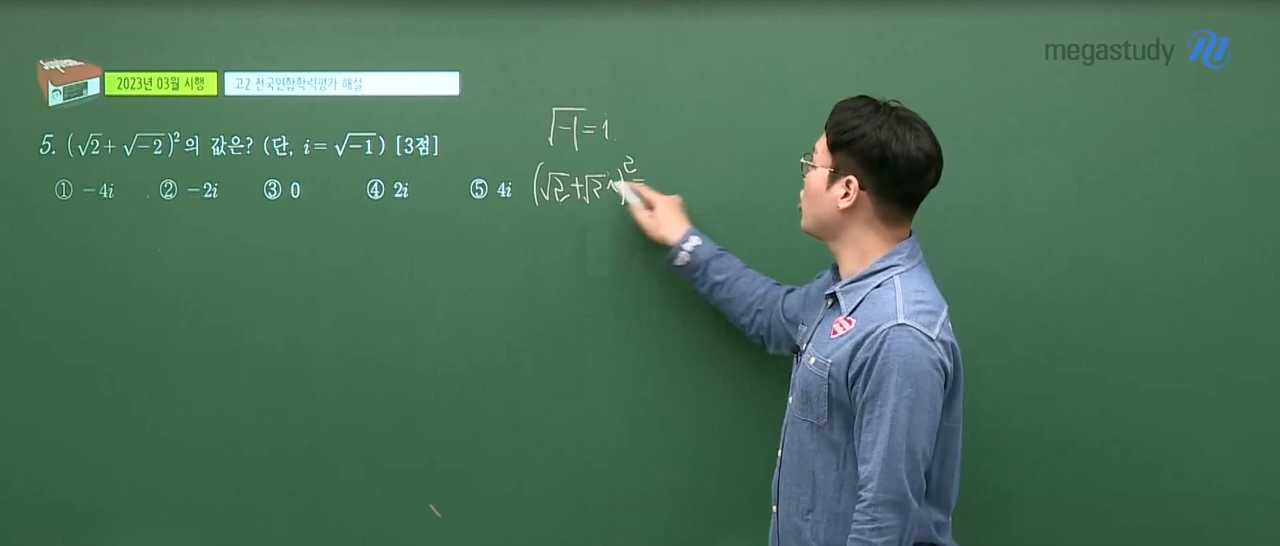 megastudy
2023년 03월 시행
고2 전국연합학력평가 해설
5. (√2 + √-2)²의 값은? (단, i = √-1) [3점]
① -4i ② -2i ③ 0 ④ 2i ⑤ 4i
√-1 = i.
(√2 + √2 i)² =